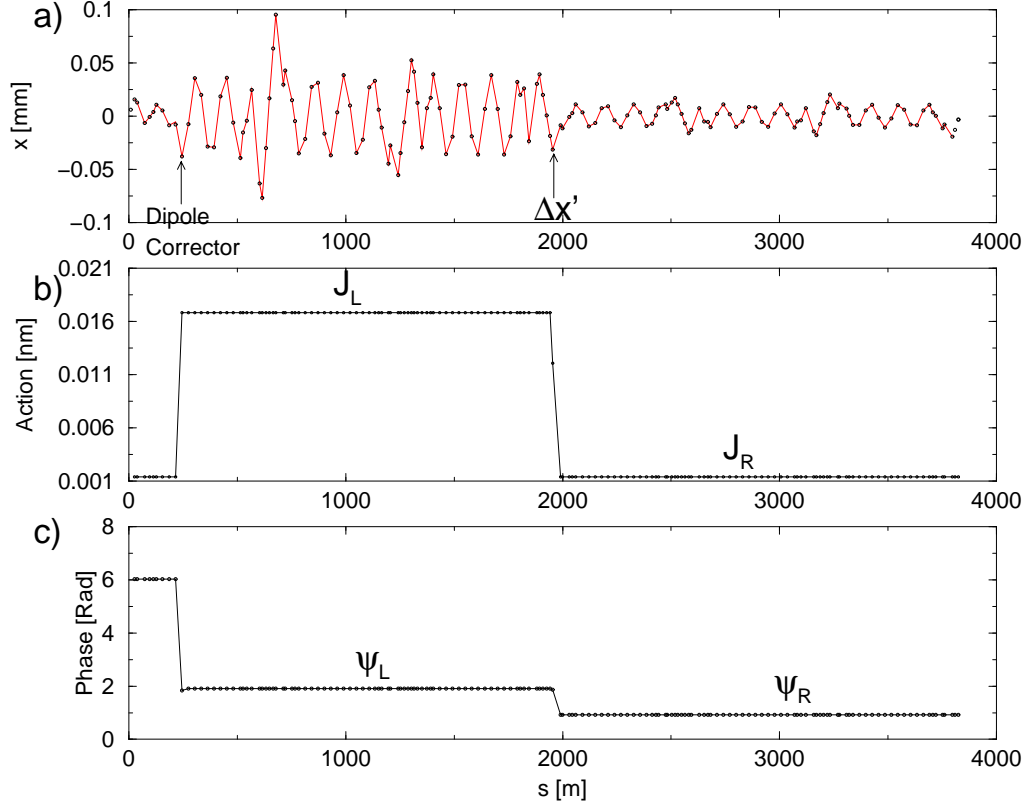 a)
0.1
0.05
0
−0.05
−0.1
x [mm]
Dipole
Corrector
Δx'
0 1000 2000 3000 4000
b)
0.021
0.016
0.011
0.006
0.001
Action [nm]
J_L
J_R
0 1000 2000 3000 4000
c)
8
6
4
2
0
Phase [Rad]
ψ_L
ψ_R
0 1000 2000 3000 4000
s [m]